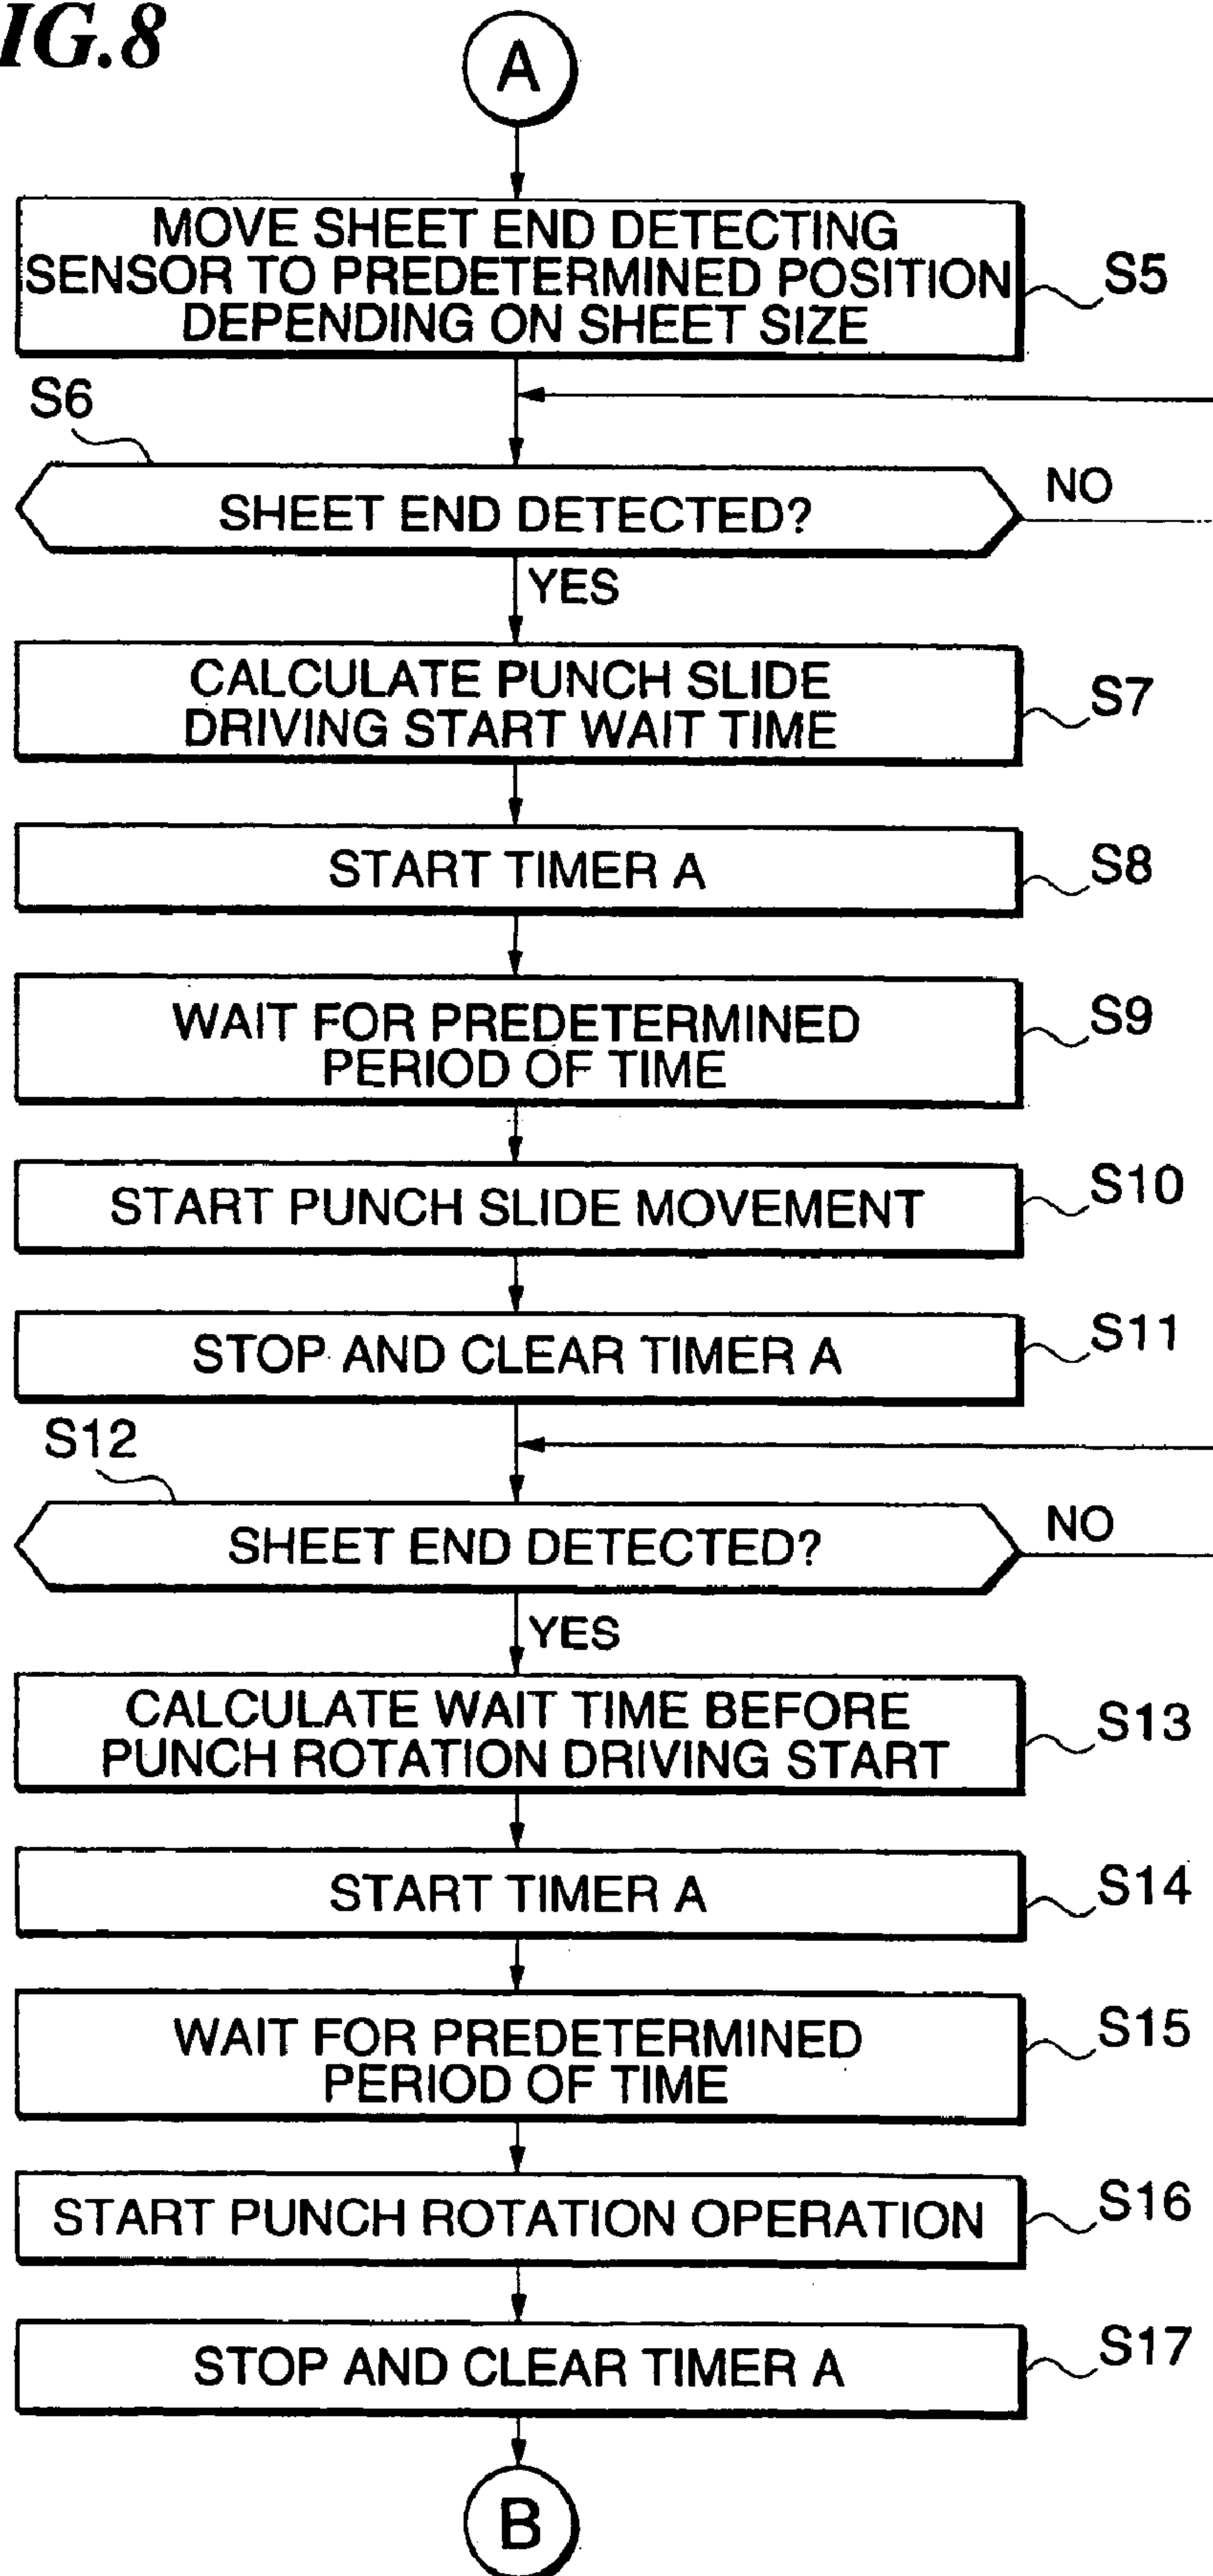 IG.8
A
MOVE SHEET END DETECTING
SENSOR TO PREDETERMINED POSITION
DEPENDING ON SHEET SIZE
S5
S6
SHEET END DETECTED?
NO
YES
CALCULATE PUNCH SLIDE
DRIVING START WAIT TIME
S7
START TIMER A
S8
WAIT FOR PREDETERMINED
PERIOD OF TIME
S9
START PUNCH SLIDE MOVEMENT
S10
STOP AND CLEAR TIMER A
S11
S12
SHEET END DETECTED?
NO
YES
CALCULATE WAIT TIME BEFORE
PUNCH ROTATION DRIVING START
S13
START TIMER A
S14
WAIT FOR PREDETERMINED
PERIOD OF TIME
S15
START PUNCH ROTATION OPERATION
S16
STOP AND CLEAR TIMER A
S17
B